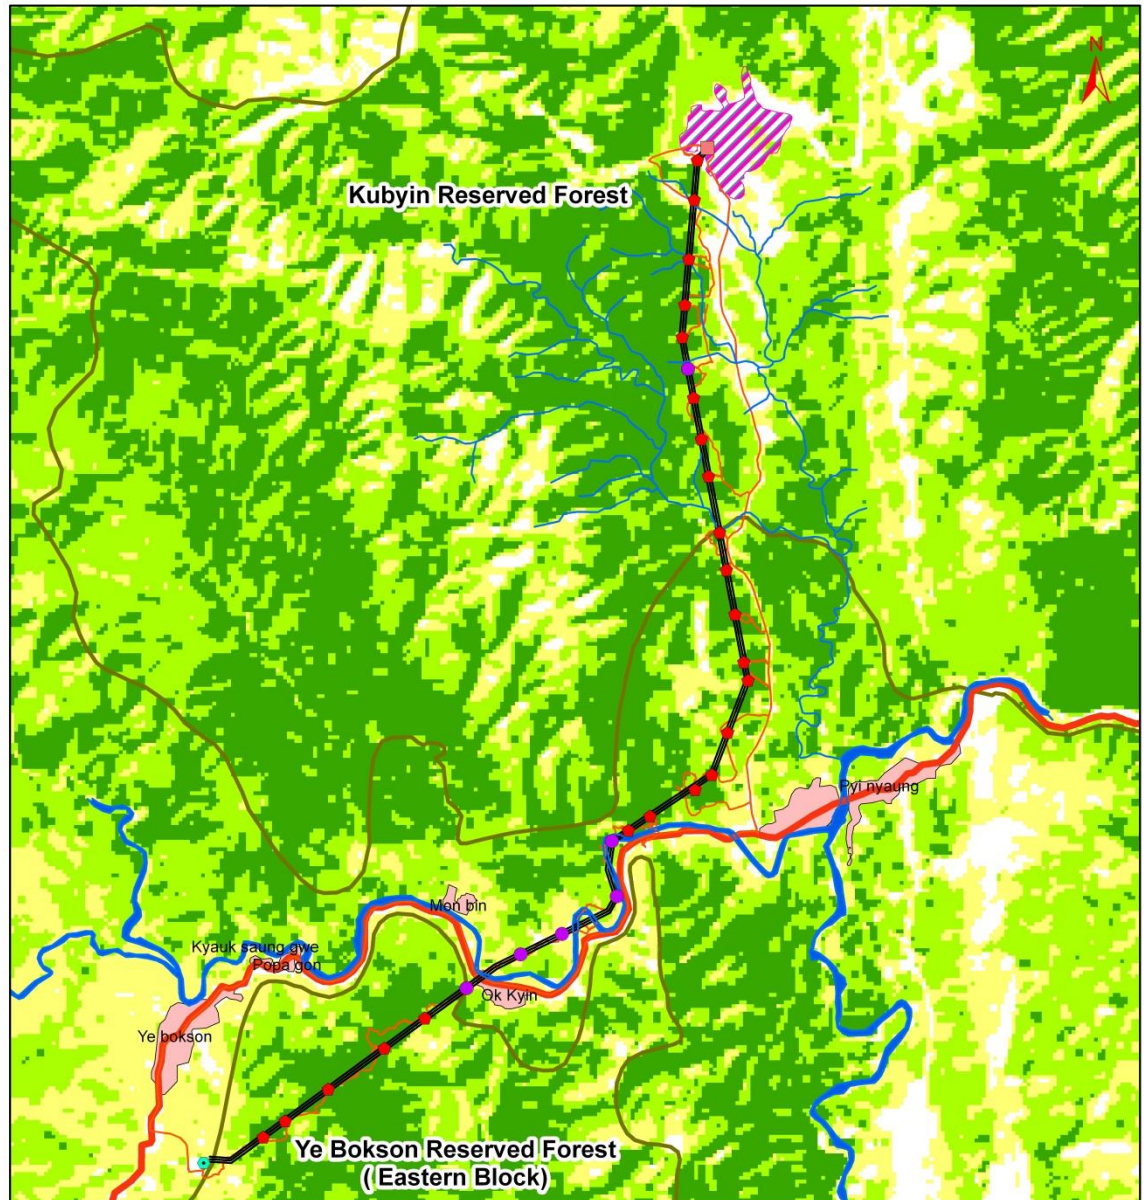 N
Kubyin Reserved Forest
Pyi nyaung
Mon bin
Kyauk saung gwe
Popa gon
Ok Kyin
Ye bokson
Ye Bokson Reserved Forest
( Eastern Block)